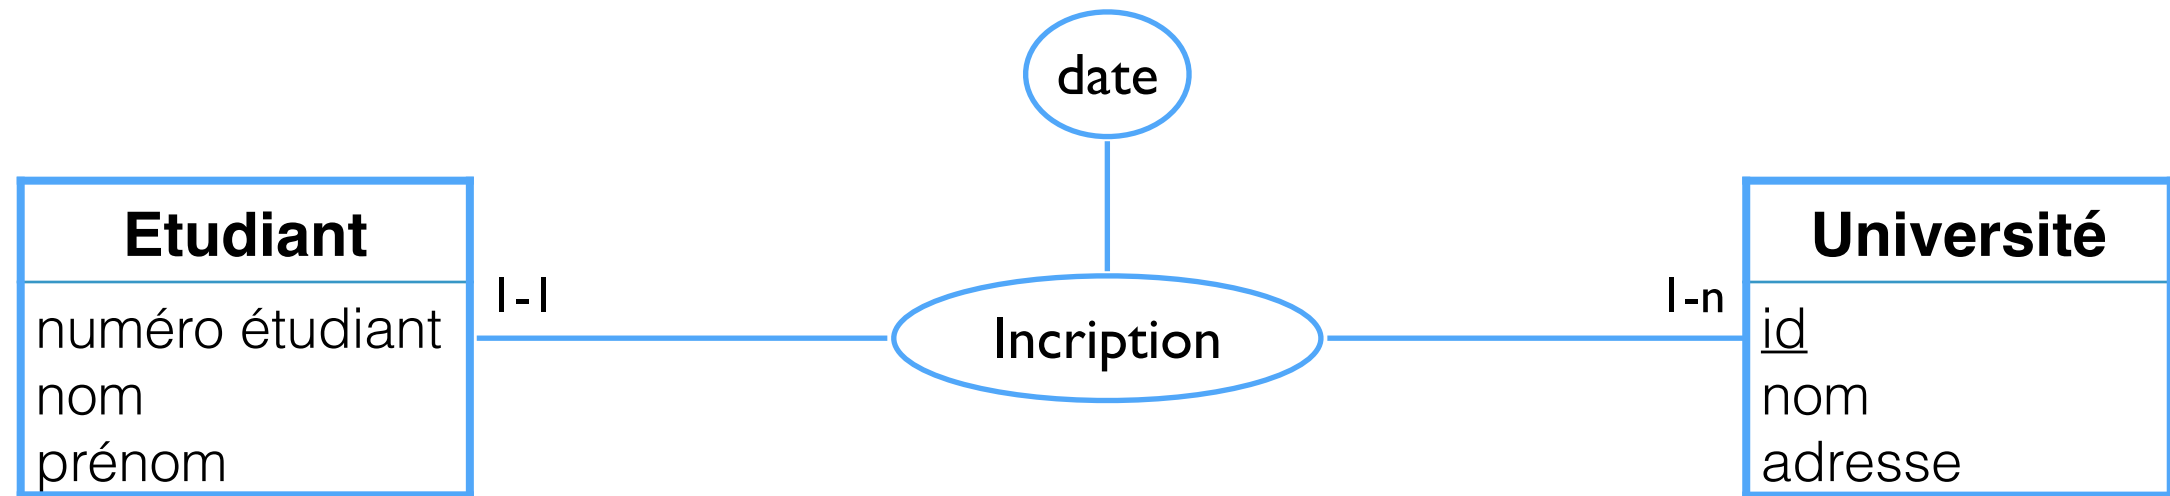 date
Etudiant
numéro étudiant
nom
prénom
1-1
Incription
1-n
Université
id
nom
adresse